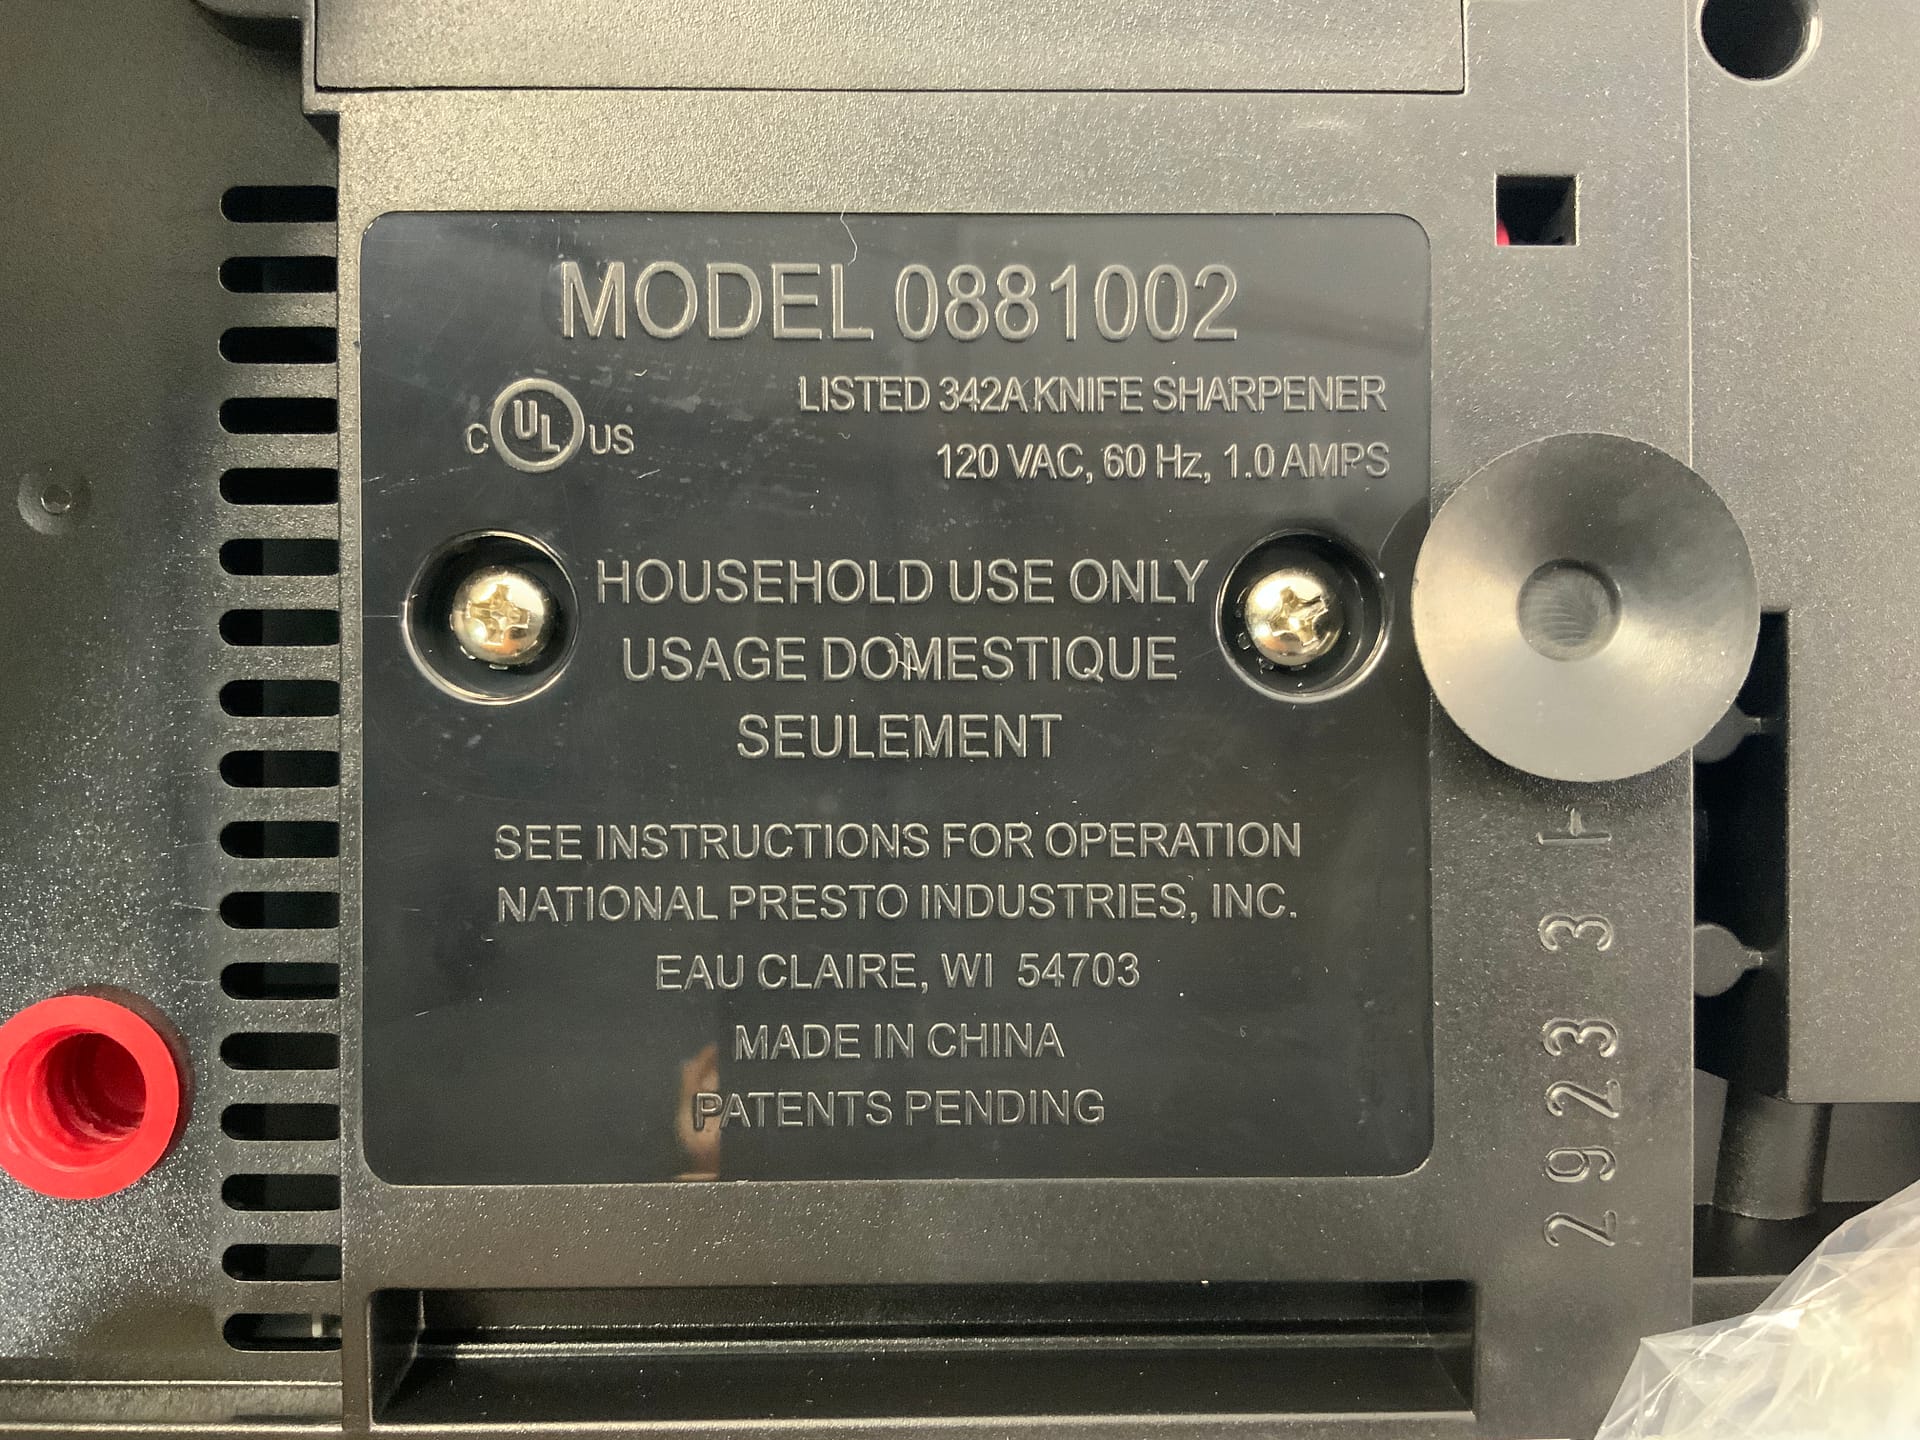 MODEL 0881002
C UL US
LISTED 342A KNIFE SHARPENER
120 VAC, 60 Hz, 1.0 AMPS
HOUSEHOLD USE ONLY
USAGE DOMESTIQUE
SEULEMENT
SEE INSTRUCTIONS FOR OPERATION
NATIONAL PRESTO INDUSTRIES, INC.
EAU CLAIRE, WI 54703
MADE IN CHINA
PATENTS PENDING
2923 3